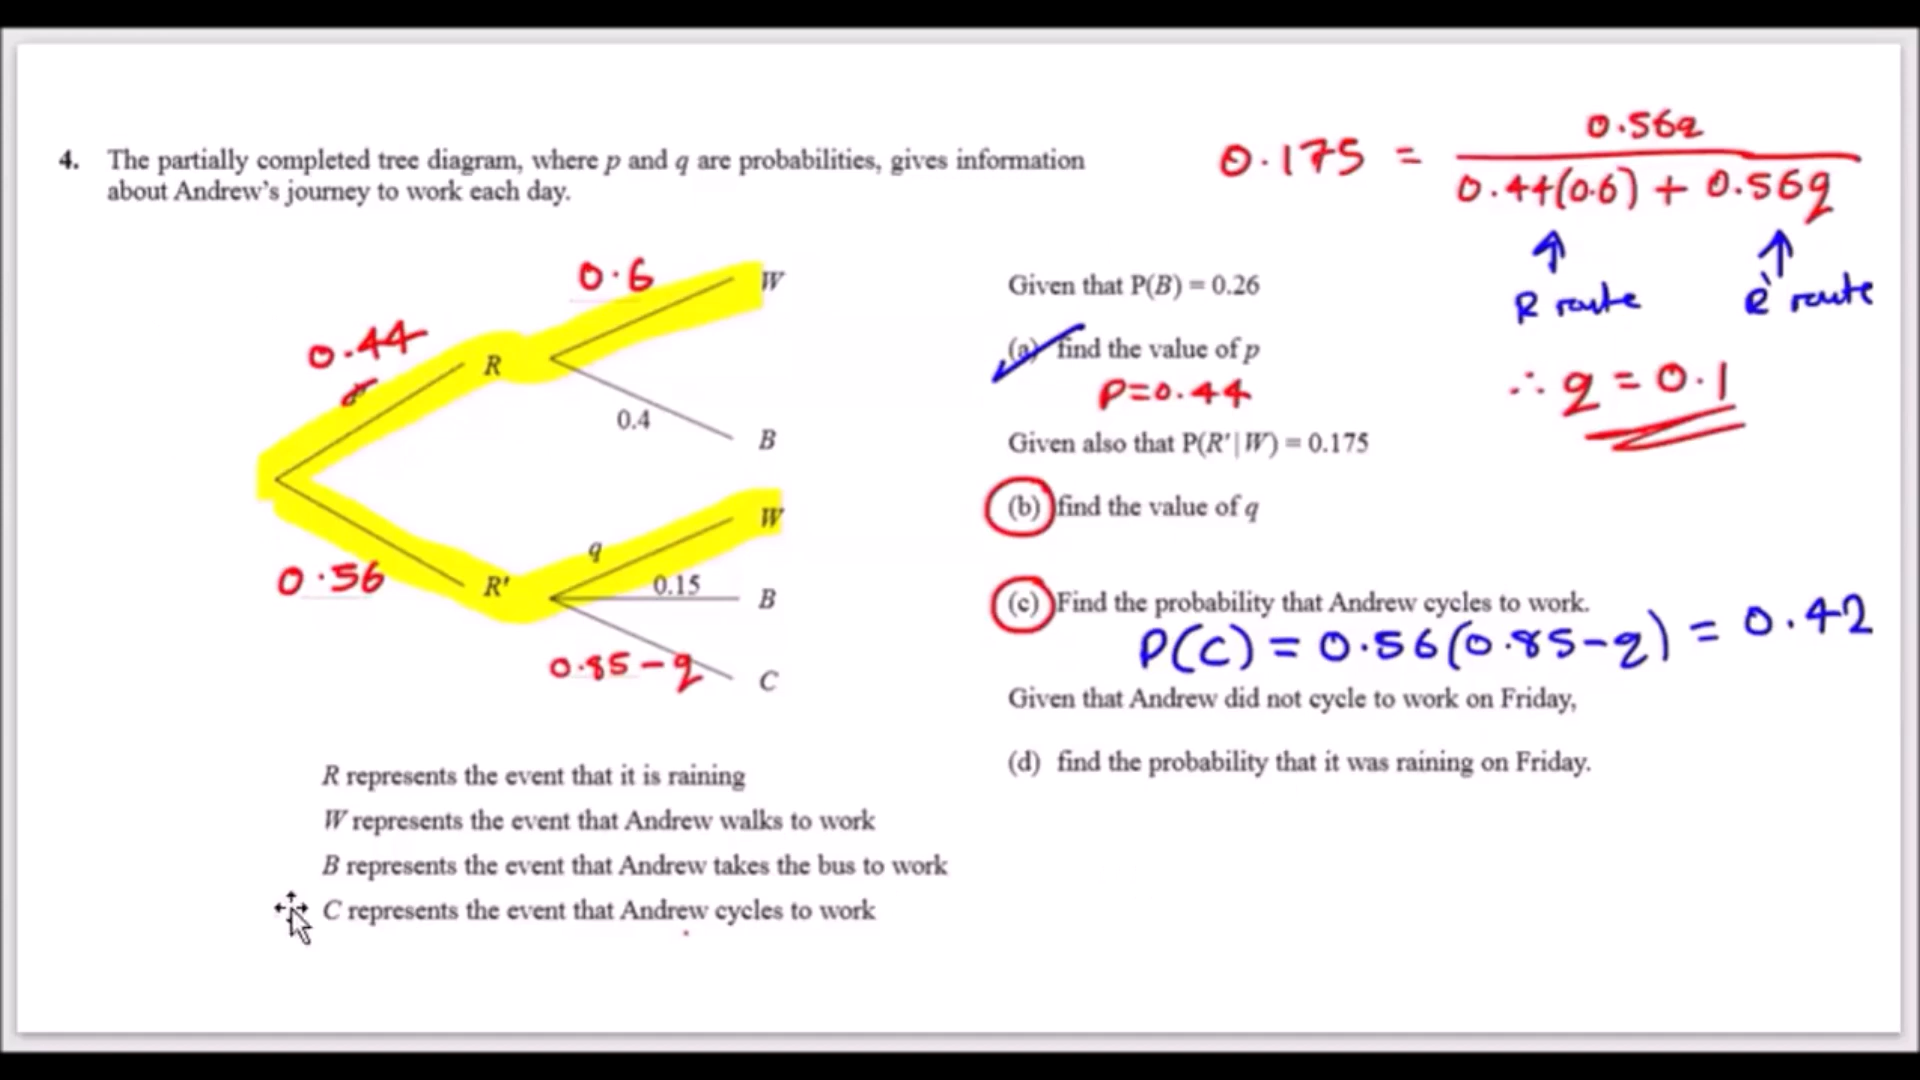 4. The partially completed tree diagram, where p and q are probabilities, gives information
about Andrew's journey to work each day.
0.175 = 0.56q
0.44(0.6) + 0.56q
R route
R' route
∴ q = 0.1
0.6
W
0.44
R
0.4
B
0.56
R'
q
W
0.15
B
0.85-q
C
Given that P(B) = 0.26
(a) find the value of p
P=0.44
Given also that P(R'|W) = 0.175
(b) find the value of q
(c) Find the probability that Andrew cycles to work.
P(C) = 0.56(0.85-q) = 0.42
Given that Andrew did not cycle to work on Friday,
(d) find the probability that it was raining on Friday.
R represents the event that it is raining
W represents the event that Andrew walks to work
B represents the event that Andrew takes the bus to work
C represents the event that Andrew cycles to work